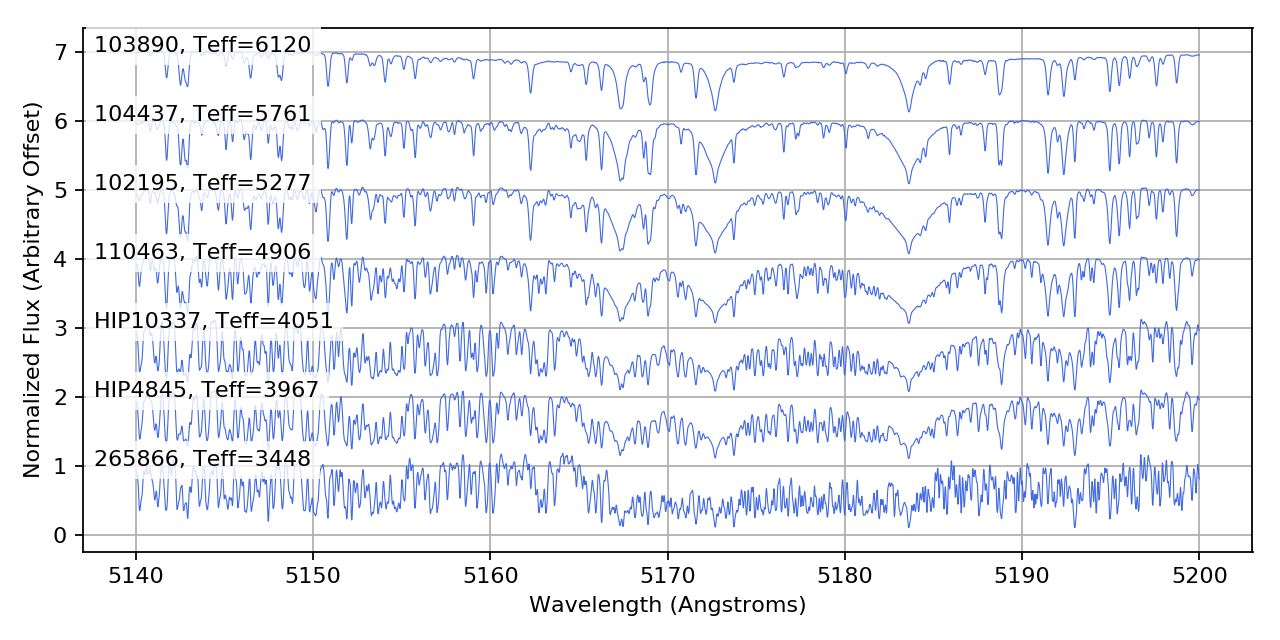 Normalized Flux (Arbitrary Offset)
7
6
5
4
3
2
1
0
103890, Teff=6120
104437, Teff=5761
102195, Teff=5277
110463, Teff=4906
HIP10337, Teff=4051
HIP4845, Teff=3967
265866, Teff=3448
5140 5150 5160 5170 5180 5190 5200
Wavelength (Angstroms)